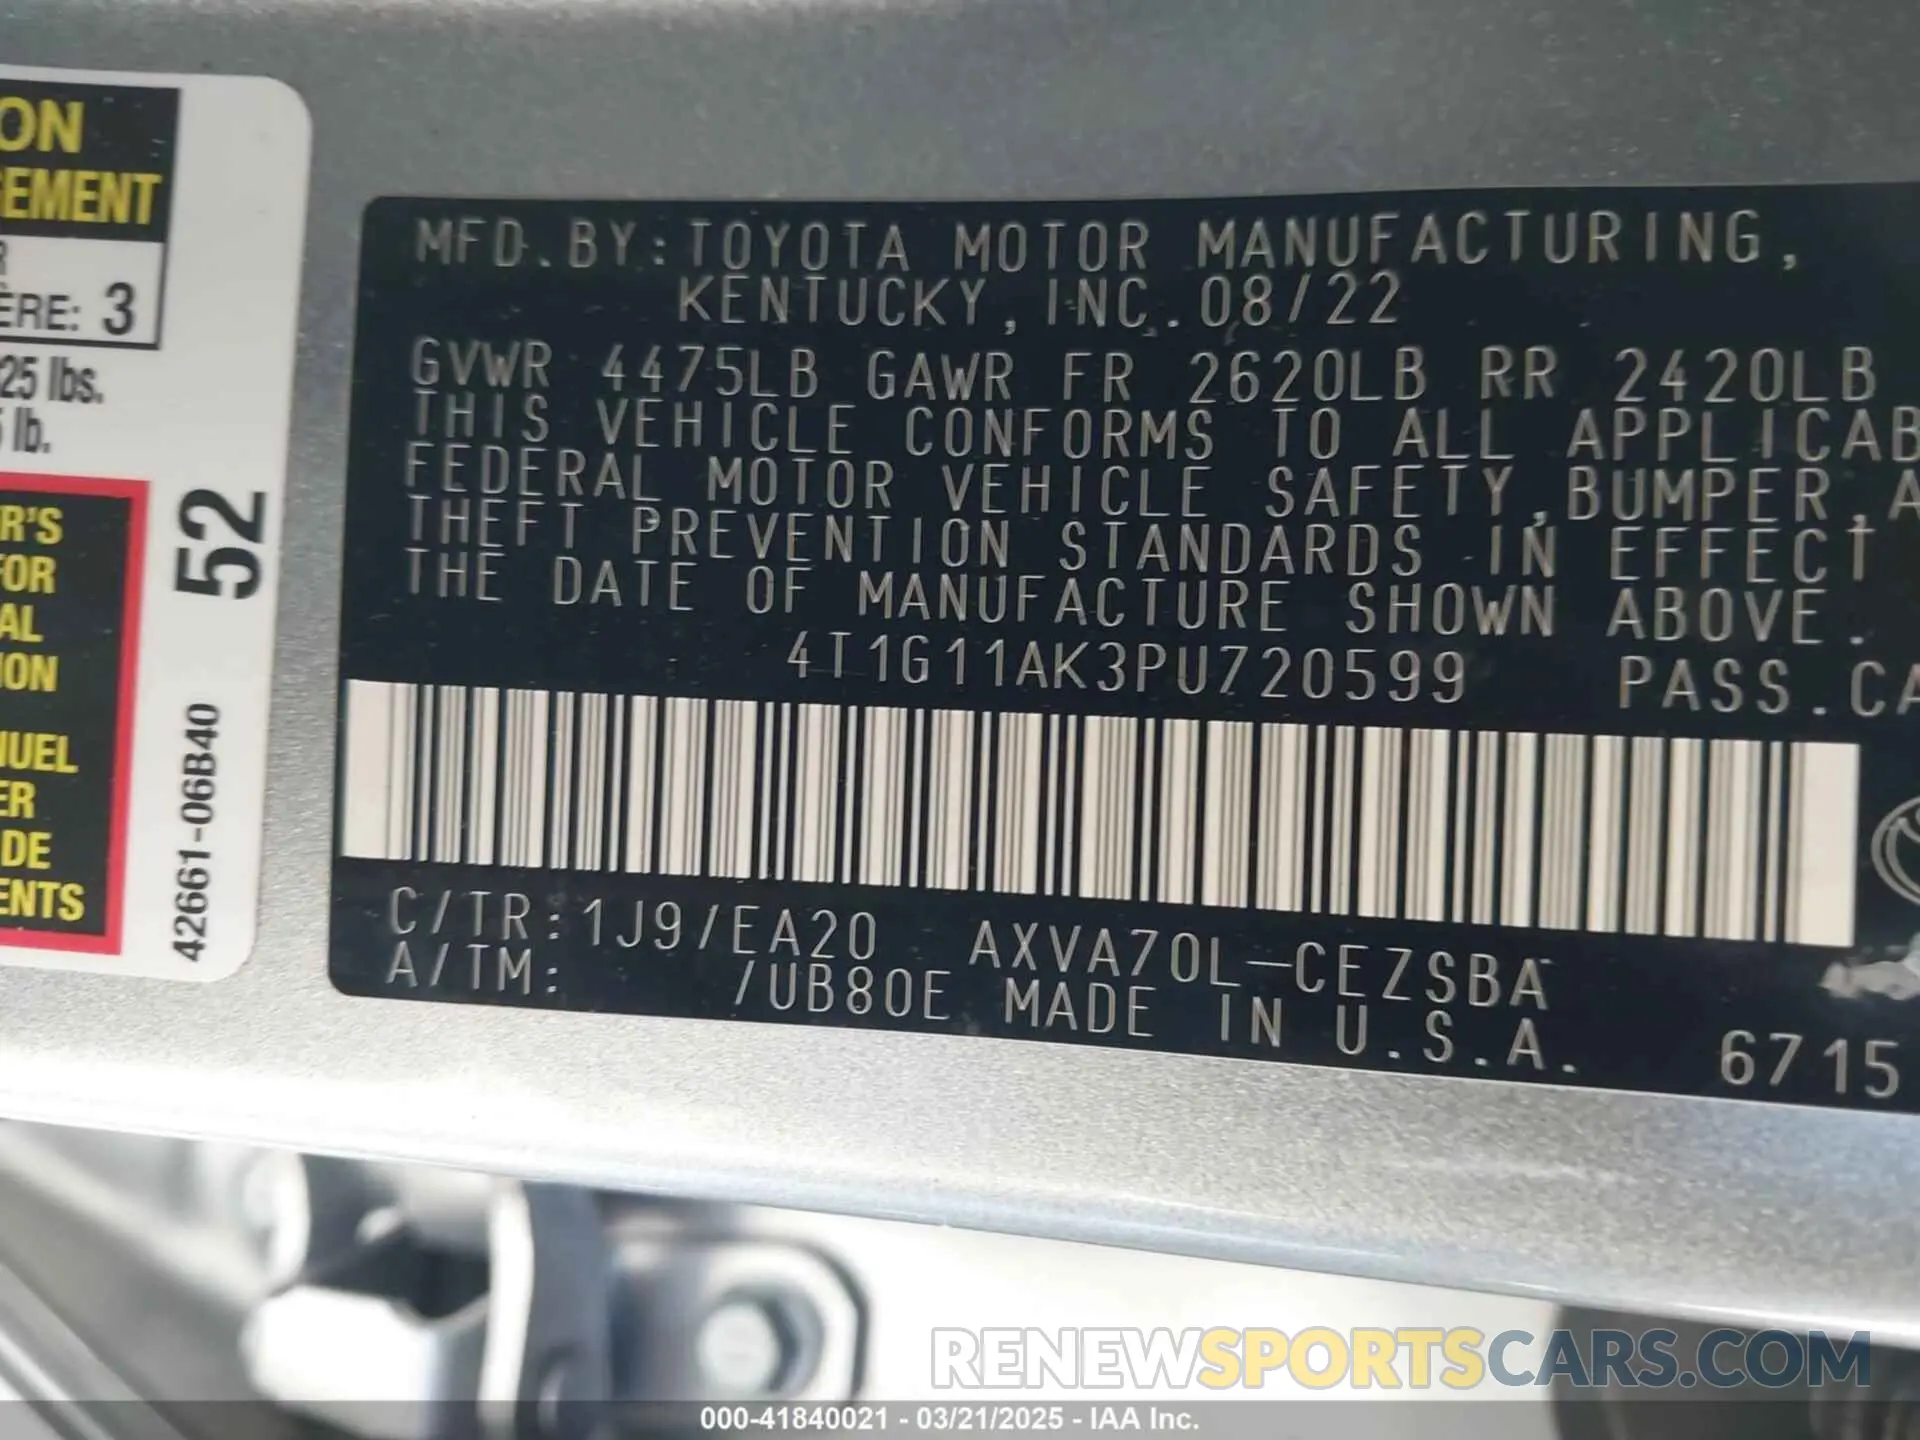 ON
EMENT
R
ÈRE: 3
25 lbs.
lb.
R'S
FOR
AL
ION
NUEL
ER
DE
ENTS
52
42661-06B40
MFD.BY:TOYOTA MOTOR MANUFACTURING,
KENTUCKY, INC. 08/22
GVWR 4475LB GAWR FR 2620LB RR 2420LB
THIS VEHICLE CONFORMS TO ALL APPLICAB
FEDERAL MOTOR VEHICLE SAFETY,BUMPER,A
THEFT PREVENTION STANDARDS IN EFFECT
THE DATE OF MANUFACTURE SHOWN ABOVE.
4T1G11AK3PU720599 PASS.CA
C/TR:1J9/EA20 AXVA70L-CEZSBA
A/TM: /UB80E MADE IN U.S.A.
6715
RENEWSPORTSCARS.COM
000-41840021 - 03/21/2025 - IAA Inc.